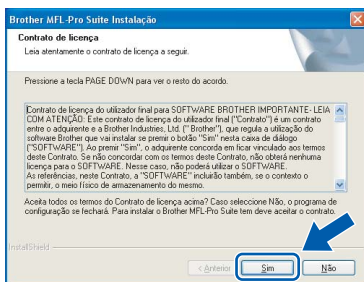 Brother MFL-Pro Suite Instalação
Contrato de licença
Leia atentamente o contrato de licença a seguir.
Pressione a tecla PAGE DOWN para ver o resto do acordo.
Contrato de licença do utilizador final para SOFTWARE BROTHER IMPORTANTE- LEIA
COM ATENÇÃO: Este contrato de licença do utilizador final ("Contrato") é um contrato
entre o adquirente e a Brother Industries, Ltd. ("Brother"), que regula a utilização do
software Brother que vai instalar se premir o botão "Sim" nesta caixa de diálogo
("SOFTWARE"). Ao premir "Sim", o adquirente concorda em ficar vinculado aos termos
deste Contrato. Se não concordar com os termos deste Contrato, não obterá nenhuma
licença para o SOFTWARE. Nesse caso, não poderá utilizar o SOFTWARE.
As referências, neste Contrato, a "SOFTWARE" incluirão também, se o contexto o
permitir, o meio físico de armazenamento do mesmo.
Aceita todos os termos do Contrato de licença acima? Caso seleccione Não, o programa de
configuração se fechará. Para instalar o Brother MFL-Pro Suite tem deve aceitar o contrato.
InstallShield
< Anterior
Sim
Não